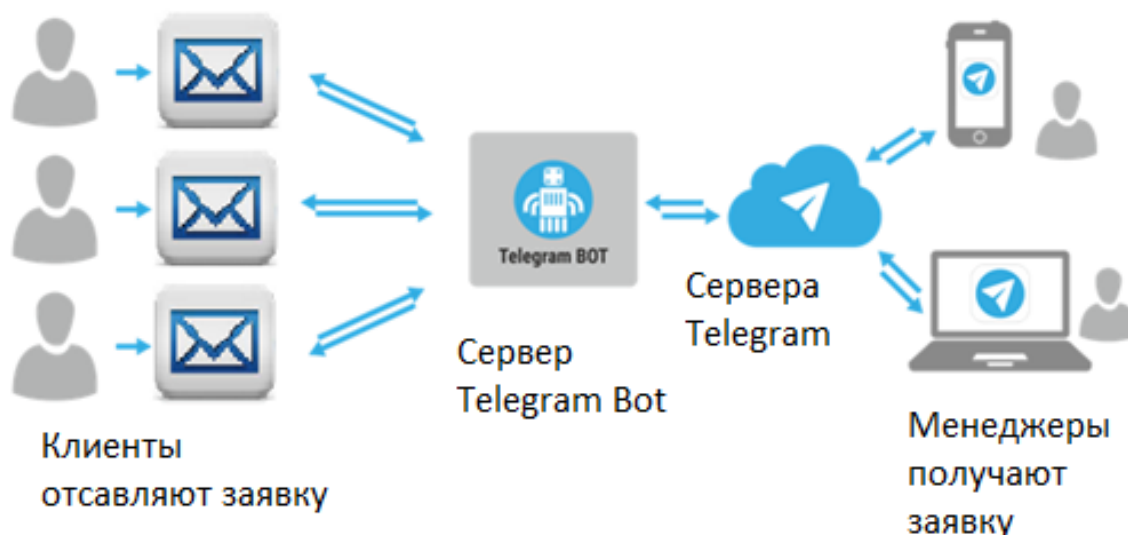 Telegram BOT
Сервер
Telegram Bot
Сервера
Telegram
Клиенты
отсавляют заявку
Менеджеры
получают
заявку